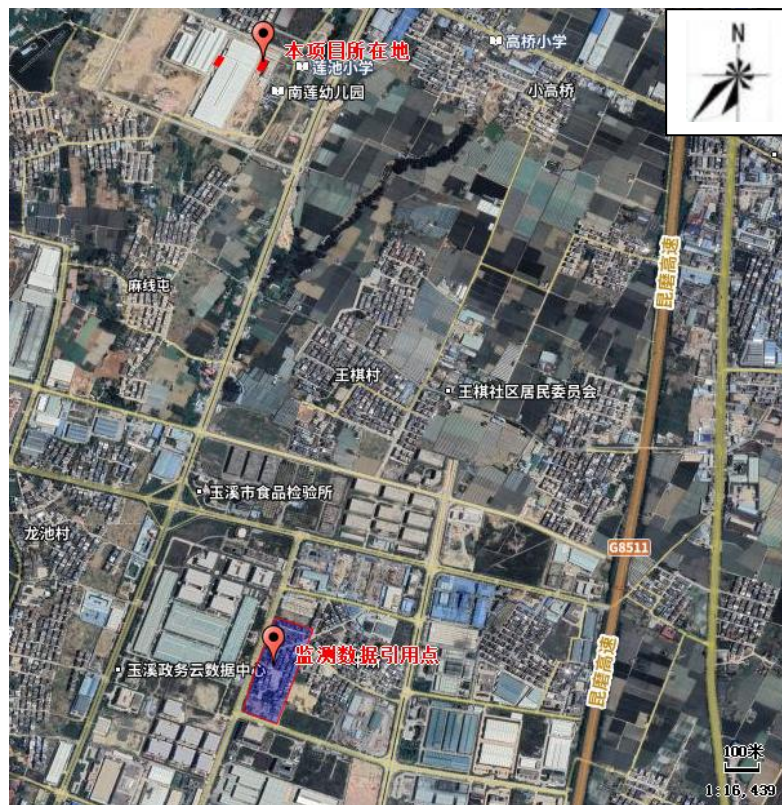 N
高桥小学
本项目所在地
莲池小学
南莲幼儿园
小高桥
昆磨高速
麻线屯
王棋村
王棋社区居民委员会
玉溪市食品检验所
龙池村
G8511
监测数据引用点
玉溪政务云数据中心
昆磨高速
100米
1:16,439